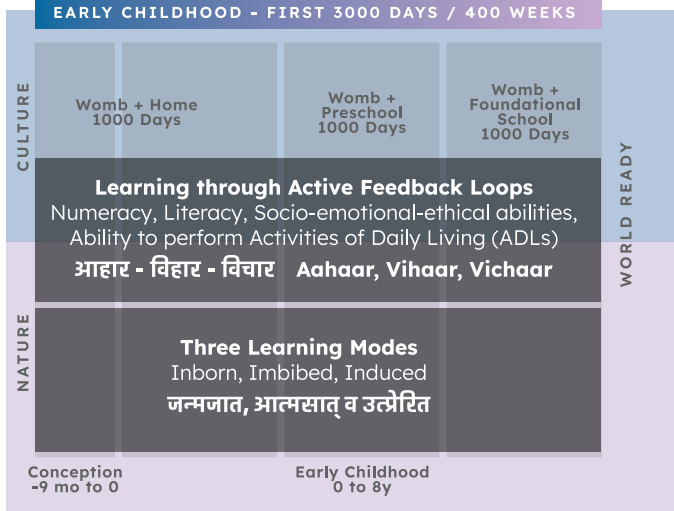 EARLY CHILDHOOD - FIRST 3000 DAYS / 400 WEEKS
CULTURE
Womb + Home
1000 Days
Womb +
Preschool
1000 Days
Womb +
Foundational
School
1000 Days
Learning through Active Feedback Loops
Numeracy, Literacy, Socio-emotional-ethical abilities,
Ability to perform Activities of Daily Living (ADLs)
आहार - विहार - विचार Aahaar, Vihaar, Vichaar
WORLD READY
NATURE
Three Learning Modes
Inborn, Imbibed, Induced
जन्मजात, आत्मसात् व उत्प्रेरित
Conception
-9 mo to 0
Early Childhood
0 to 8y